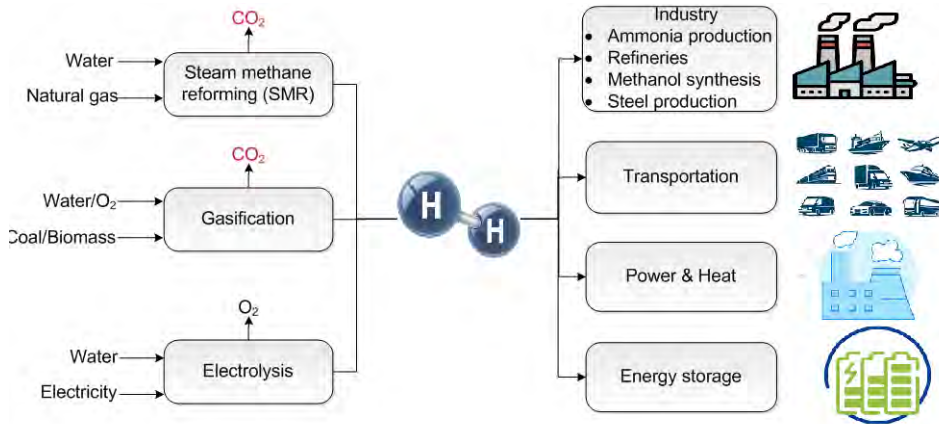 CO₂
Water
Natural gas
Steam methane
reforming (SMR)
CO₂
Water/O₂
Coal/Biomass
Gasification
O₂
Water
Electricity
Electrolysis
H
H
Industry
• Ammonia production
• Refineries
• Methanol synthesis
• Steel production
Transportation
Power & Heat
Energy storage